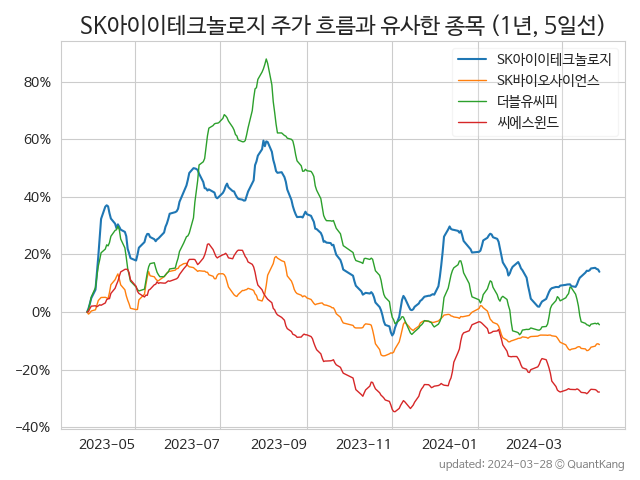 SK아이이테크놀로지 주가 흐름과 유사한 종목 (1년, 5일선)
SK아이이테크놀로지
SK바이오사이언스
더블유씨피
씨에스윈드
80%
60%
40%
20%
0%
−20%
−40%
2023-05 2023-07 2023-09 2023-11 2024-01 2024-03
updated: 2024-03-28 © QuantKang